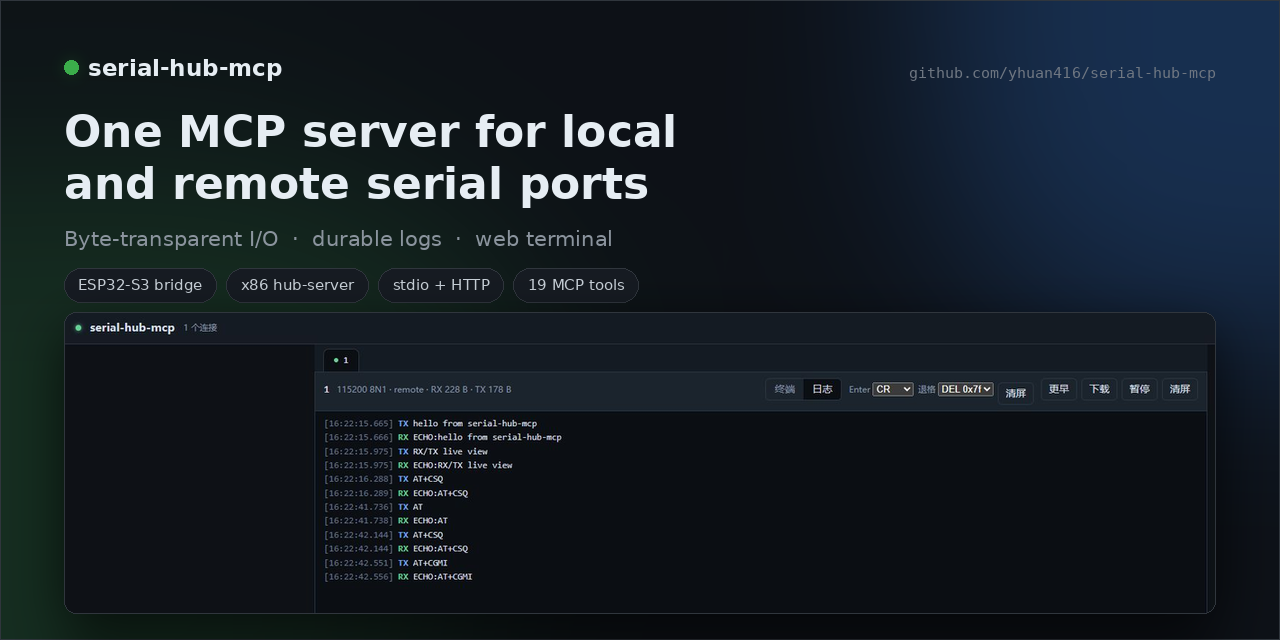 serial-hub-mcp
github.com/yhuan416/serial-hub-mcp
One MCP server for local
and remote serial ports
Byte-transparent I/O · durable logs · web terminal
ESP32-S3 bridge x86 hub-server stdio + HTTP 19 MCP tools
serial-hub-mcp 1 个连接
1
1 115200 8N1 · remote · RX 228 B · TX 178 B 终端 日志 Enter CR 退格 DEL 0x7f 清屏 更早 下载 暂停 清屏
[16:22:15.665] TX hello from serial-hub-mcp
[16:22:15.666] RX ECHO:hello from serial-hub-mcp
[16:22:15.975] TX RX/TX live view
[16:22:15.975] RX ECHO:RX/TX live view
[16:22:16.288] TX AT+CSQ
[16:22:16.289] RX ECHO:AT+CSQ
[16:22:41.736] TX AT
[16:22:41.738] RX ECHO:AT
[16:22:42.144] TX AT+CSQ
[16:22:42.144] RX ECHO:AT+CSQ
[16:22:42.551] TX AT+CGMI
[16:22:42.556] RX ECHO:AT+CGMI